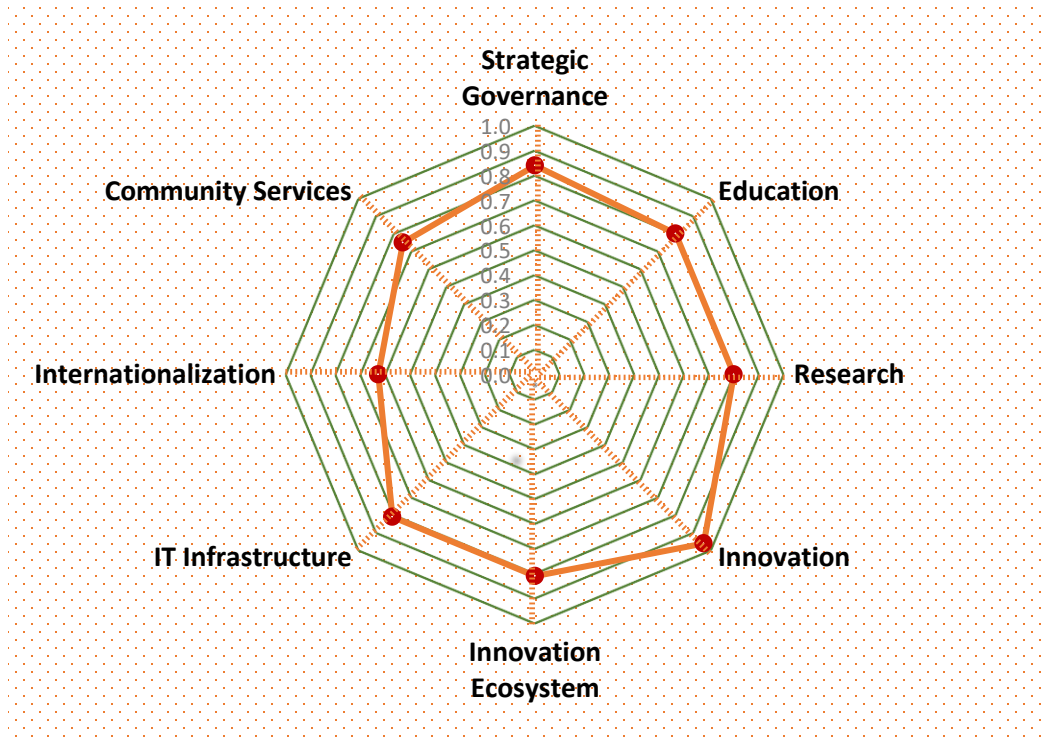 Strategic
Governance
1.0
0.9
0.8
0.7
0.6
0.5
0.4
0.3
0.2
0.1
0.0
Community Services
Education
Internationalization
Research
IT Infrastructure
Innovation
Innovation
Ecosystem